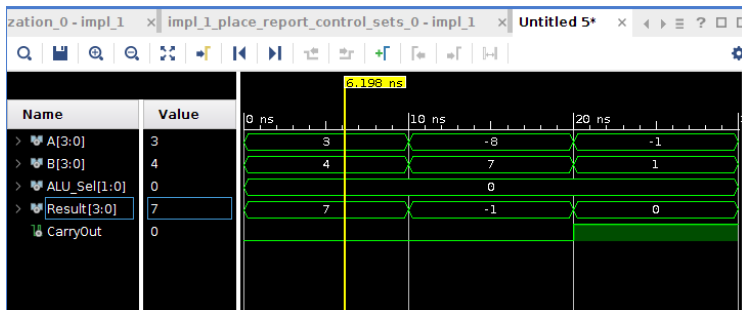 zation_0 - impl_1 × impl_1_place_report_control_sets_0 - impl_1 × Untitled 5* × ?
6.198 ns
Name Value 0 ns 10 ns 20 ns
A[3:0] 3 3 -8 -1
B[3:0] 4 4 7 1
ALU_Sel[1:0] 0 0
Result[3:0] 7 7 -1 0
CarryOut 0